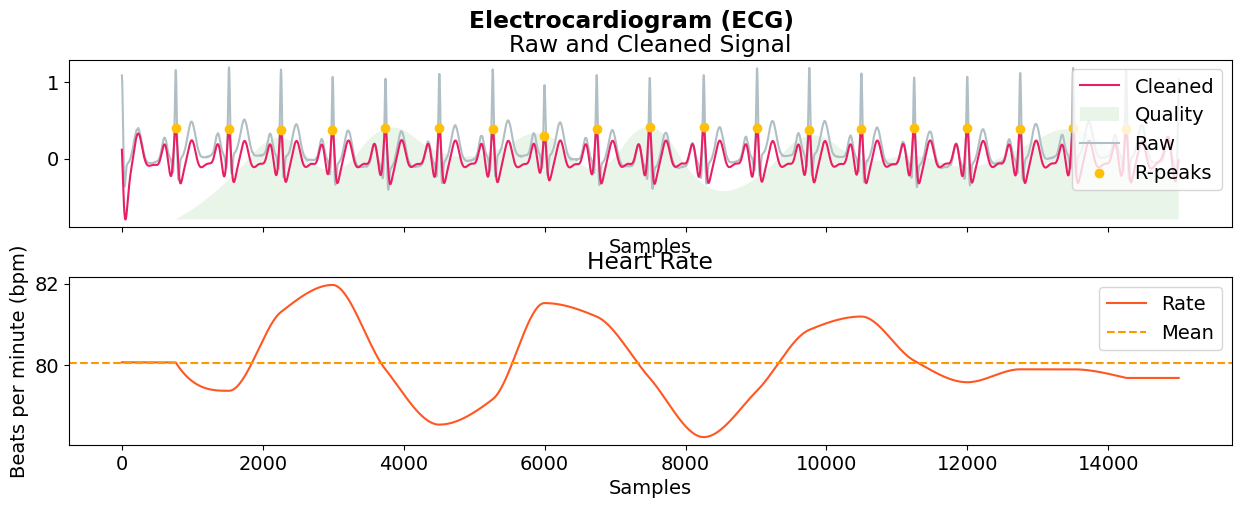 Electrocardiogram (ECG)
Raw and Cleaned Signal
1
0
Cleaned
Quality
Raw
R-peaks
Samples
Heart Rate
Beats per minute (bpm)
82
80
Rate
Mean
0
2000
4000
6000
8000
10000
12000
14000
Samples